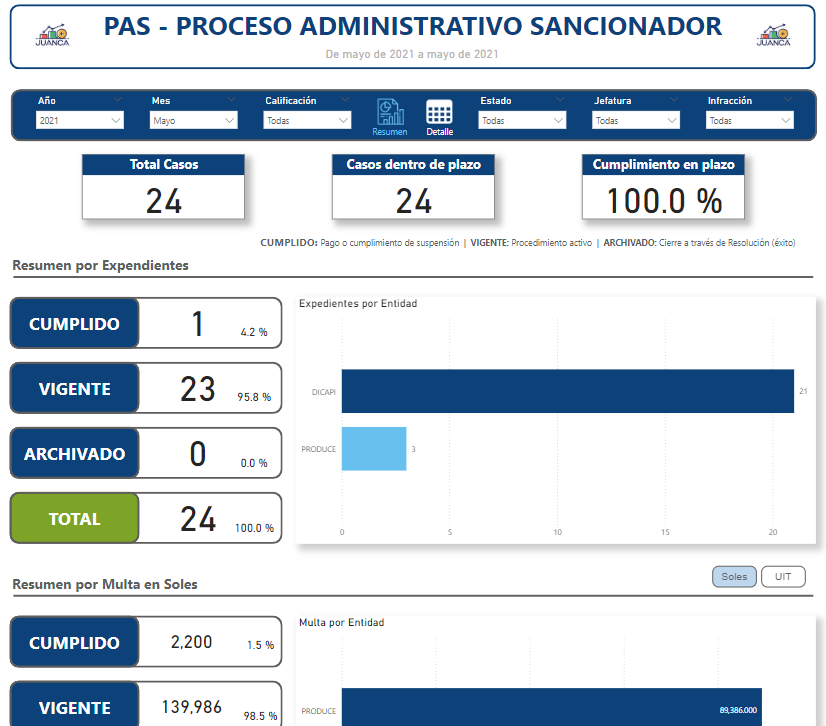 PAS - PROCESO ADMINISTRATIVO SANCIONADOR
JUANCA
JUANCA
De mayo de 2021 a mayo de 2021
Año
Mes
Calificación
Estado
Jefatura
Infracción
2021
Mayo
Todas
Todas
Todas
Todas
Resumen
Detalle
Total Casos
Casos dentro de plazo
Cumplimiento en plazo
24
24
100.0 %
CUMPLIDO: Pago o cumplimiento de suspensión | VIGENTE: Procedimiento activo | ARCHIVADO: Cierre a través de Resolución (éxito)
Resumen por Expendientes
CUMPLIDO
1
4.2 %
VIGENTE
23
95.8 %
ARCHIVADO
0
0.0 %
TOTAL
24
100.0 %
Expedientes por Entidad
DICAPI
21
PRODUCE
3
0
5
10
15
20
Resumen por Multa en Soles
Soles
UIT
CUMPLIDO
2,200
1.5 %
VIGENTE
139,986
98.5 %
Multa por Entidad
PRODUCE
89,386.000